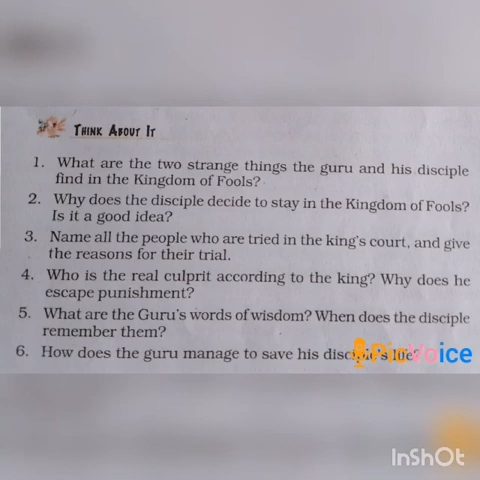 THINK ABOUT IT
1. What are the two strange things the guru and his disciple
find in the Kingdom of Fools?
2. Why does the disciple decide to stay in the Kingdom of Fools?
Is it a good idea?
3. Name all the people who are tried in the king's court, and give
the reasons for their trial.
4. Who is the real culprit according to the king? Why does he
escape punishment?
5. What are the Guru's words of wisdom? When does the disciple
remember them?
6. How does the guru manage to save his disciple's life?
PicVoice
InShOt